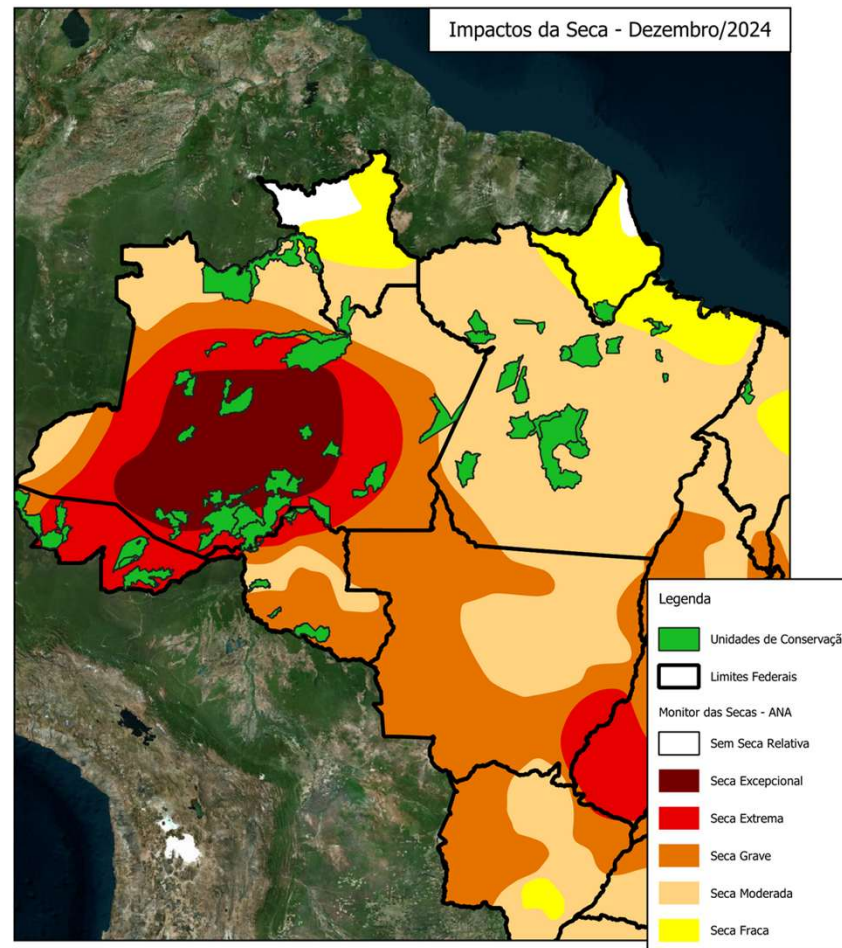 Impactos da Seca - Dezembro/2024
Legenda
Unidades de Conservaçã
Limites Federais
Monitor das Secas - ANA
Sem Seca Relativa
Seca Excepcional
Seca Extrema
Seca Grave
Seca Moderada
Seca Fraca